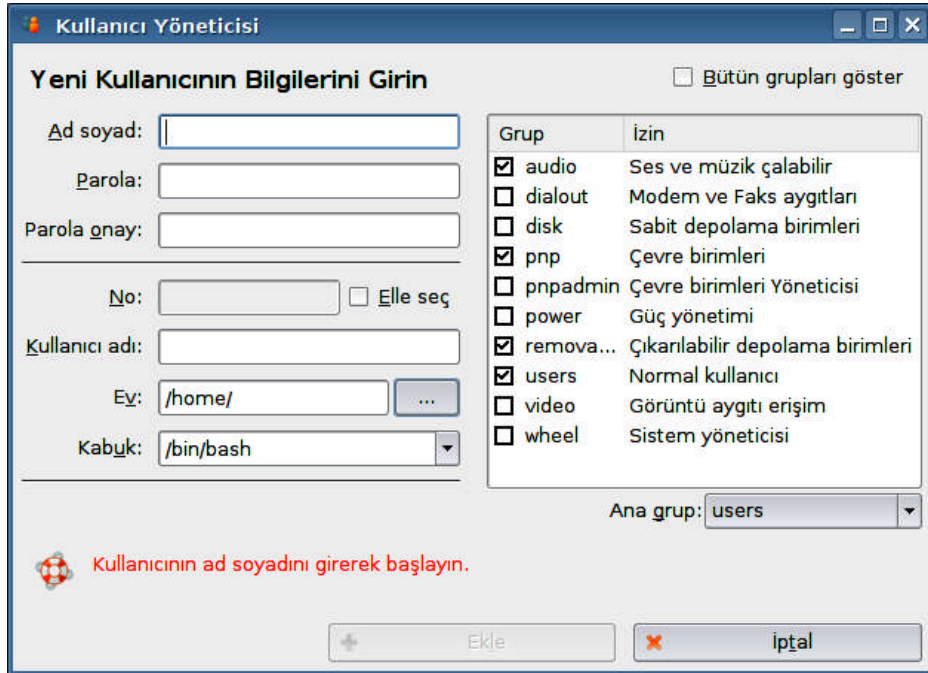 Kullanıcı Yöneticisi
Yeni Kullanıcının Bilgilerini Girin
Bütün grupları göster
Ad soyad:
Parola:
Parola onay:
No:
Elle seç
Kullanıcı adı:
Ev: /home/ ...
Kabuk: /bin/bash
Grup İzin
audio Ses ve müzik çalabilir
dialout Modem ve Faks aygıtları
disk Sabit depolama birimleri
pnp Çevre birimleri
pnpadmin Çevre birimleri Yöneticisi
power Güç yönetimi
remova... Çıkarılabilir depolama birimleri
users Normal kullanıcı
video Görüntü aygıtı erişim
wheel Sistem yöneticisi
Ana grup: users
Kullanıcının ad soyadını girerek başlayın.
Ekle
İptal